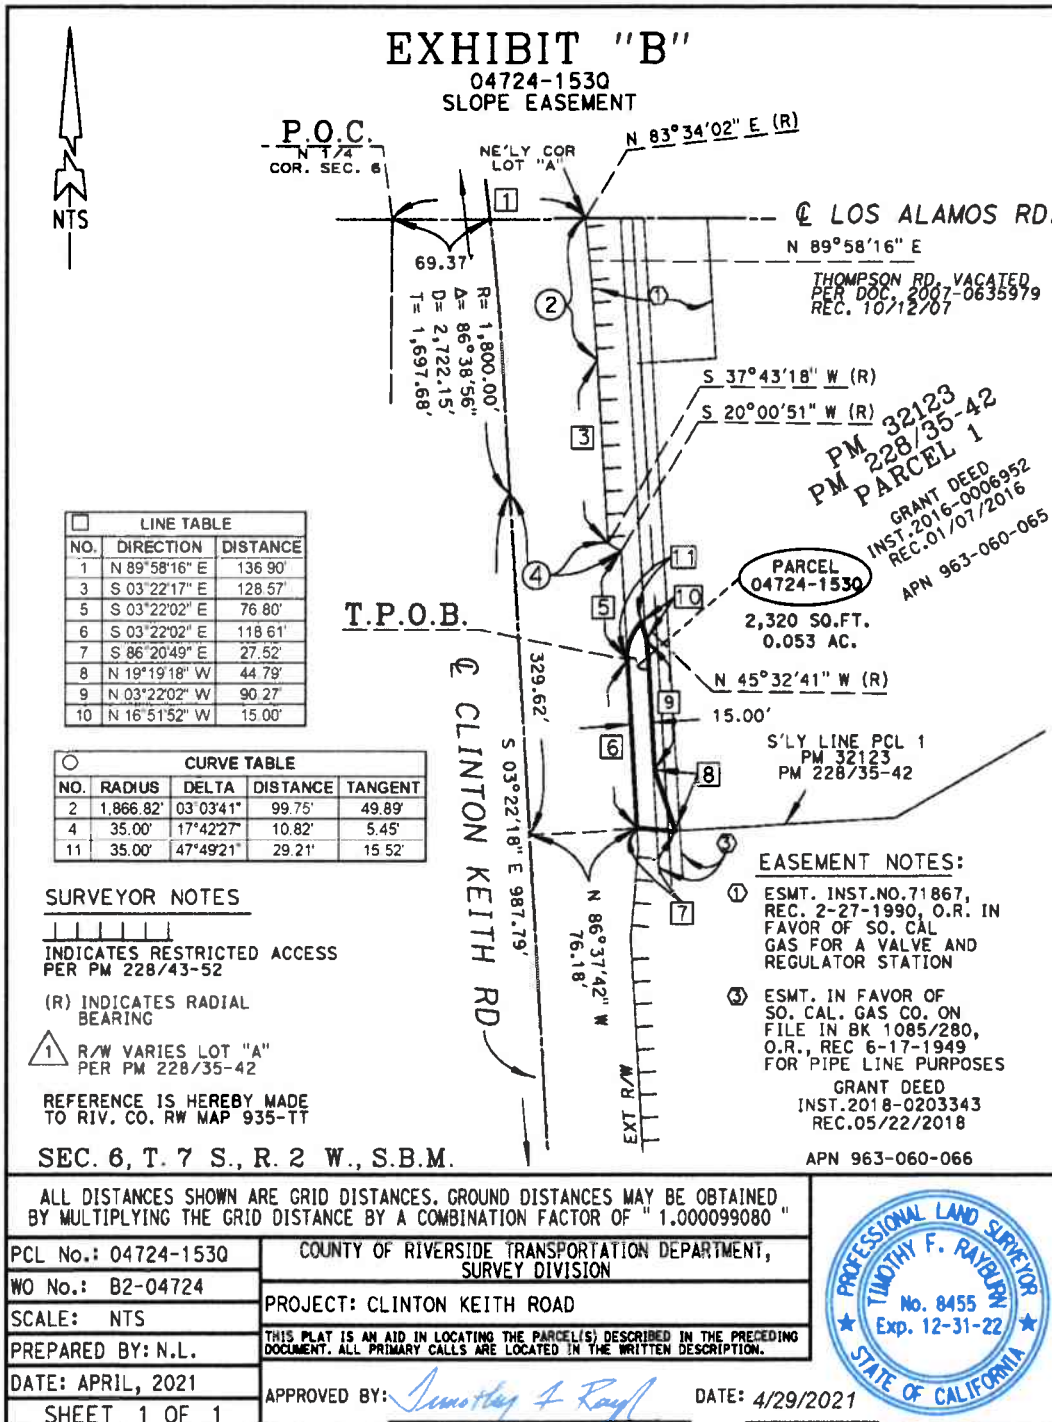 EXHIBIT "B"
04724-153Q
SLOPE EASEMENT
NTS
P.O.C.
N 1/4
COR. SEC. 6
NE'LY COR
LOT "A"
N 83°34'02" E (R)
1
℄ LOS ALAMOS RD.
N 89°58'16" E
THOMPSON RD. VACATED
PER DOC. 2007-0635979
REC. 10/12/07
69.37'
R= 1,800.00'
Δ= 86°38'56"
D= 2,722.15'
T= 1,697.68'
2
1
3
S 37°43'18" W (R)
S 20°00'51" W (R)
PM 32123
PM 228/35-42
PARCEL 1
GRANT DEED
INST.2016-0006952
REC.01/07/2016
APN 963-060-065
LINE TABLE
NO. DIRECTION DISTANCE
1 N 89°58'16" E 136.90'
3 S 03°22'17" E 128.57'
5 S 03°22'02" E 76.80'
6 S 03°22'02" E 118.61'
7 S 86°20'49" E 27.52'
8 N 19°19'18" W 44.79'
9 N 03°22'02" W 90.27'
10 N 16°51'52" W 15.00'
4
11
5
10
PARCEL
04724-153Q
2,320 SQ.FT.
0.053 AC.
T.P.O.B.
N 45°32'41" W (R)
9
15.00'
6
8
S'LY LINE PCL 1
PM 32123
PM 228/35-42
329.62'
S 03°22'18" E 987.79'
℄ CLINTON KEITH RD
CURVE TABLE
NO. RADIUS DELTA DISTANCE TANGENT
2 1,866.82' 03°03'41" 99.75' 49.89'
4 35.00' 17°42'27" 10.82' 5.45'
11 35.00' 47°49'21" 29.21' 15.52'
N 86°37'42" W
76.18'
7
3
EXT R/W
SURVEYOR NOTES
INDICATES RESTRICTED ACCESS
PER PM 228/43-52
(R) INDICATES RADIAL
BEARING
1 R/W VARIES LOT "A"
PER PM 228/35-42
REFERENCE IS HEREBY MADE
TO RIV. CO. RW MAP 935-TT
EASEMENT NOTES:
1 ESMT. INST.NO.71867,
REC. 2-27-1990, O.R. IN
FAVOR OF SO. CAL
GAS FOR A VALVE AND
REGULATOR STATION
3 ESMT. IN FAVOR OF
SO. CAL. GAS CO. ON
FILE IN BK 1085/280,
O.R., REC 6-17-1949
FOR PIPE LINE PURPOSES
GRANT DEED
INST.2018-0203343
REC.05/22/2018
APN 963-060-066
SEC. 6, T. 7 S., R. 2 W., S.B.M.
ALL DISTANCES SHOWN ARE GRID DISTANCES. GROUND DISTANCES MAY BE OBTAINED
BY MULTIPLYING THE GRID DISTANCE BY A COMBINATION FACTOR OF " 1.000099080 "
PCL No.: 04724-153Q
WO No.: B2-04724
SCALE: NTS
PREPARED BY: N.L.
DATE: APRIL, 2021
SHEET 1 OF 1
COUNTY OF RIVERSIDE TRANSPORTATION DEPARTMENT,
SURVEY DIVISION
PROJECT: CLINTON KEITH ROAD
THIS PLAT IS AN AID IN LOCATING THE PARCEL(S) DESCRIBED IN THE PRECEDING
DOCUMENT. ALL PRIMARY CALLS ARE LOCATED IN THE WRITTEN DESCRIPTION.
APPROVED BY: Timothy F Rayb
DATE: 4/29/2021
PROFESSIONAL LAND SURVEYOR
TIMOTHY F. RAYBURN
No. 8455
Exp. 12-31-22
STATE OF CALIFORNIA